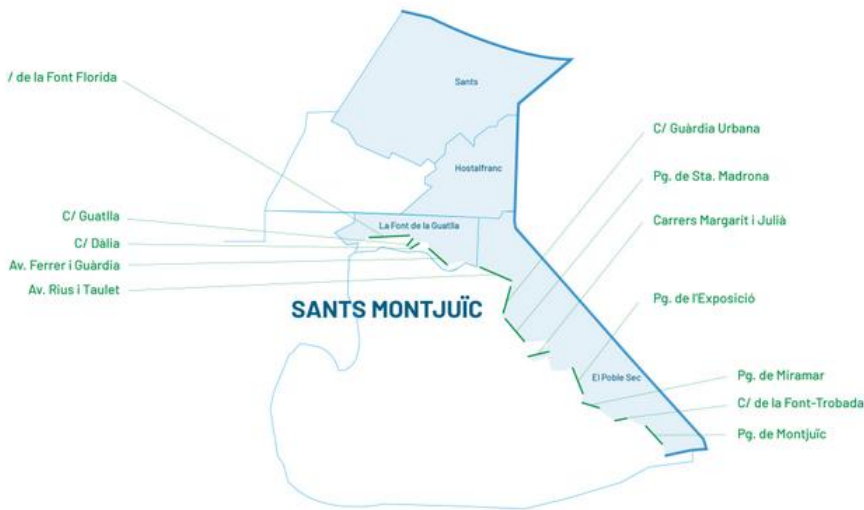 Sants
/ de la Font Florida
C/ Guàrdia Urbana
Hostalfranc
Pg. de Sta. Madrona
C/ Guatlla
La Font de la Guatlla
Carrers Margarit i Julià
C/ Dàlia
Av. Ferrer i Guàrdia
Av. Rius i Taulet
SANTS MONTJUÏC
Pg. de l'Exposició
El Poble Sec
Pg. de Miramar
C/ de la Font-Trobada
Pg. de Montjuïc